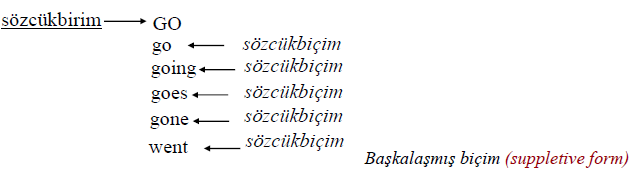 sözcükbirim GO
go sözcükbiçim
going sözcükbiçim
goes sözcükbiçim
gone sözcükbiçim
went sözcükbiçim
Başkalaşmış biçim (suppletive form)